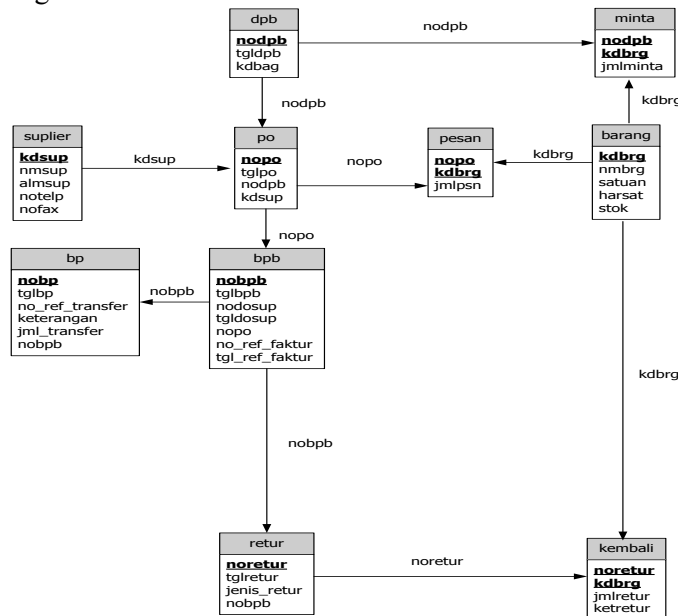 dpb
nodpb
tgldpb
kdbag
nodpb
minta
nodpb
kdbrg
jmlminta
nodpb
kdbrg
suplier
kdsup
nmsup
almsup
notelp
nofax
kdsup
po
nopo
tglpo
nodpb
kdsup
nopo
pesan
nopo
kdbrg
jmlpsn
kdbrg
barang
kdbrg
nmbrg
satuan
harsat
stok
nopo
bp
nobp
tglbp
no_ref_transfer
keterangan
jml_transfer
nobpb
nobpb
bpb
nobpb
tglbpb
nodosup
tgldosup
nopo
no_ref_faktur
tgl_ref_faktur
kdbrg
nobpb
retur
noretur
tglretur
jenis_retur
nobpb
noretur
kembali
noretur
kdbrg
jmlretur
ketretur